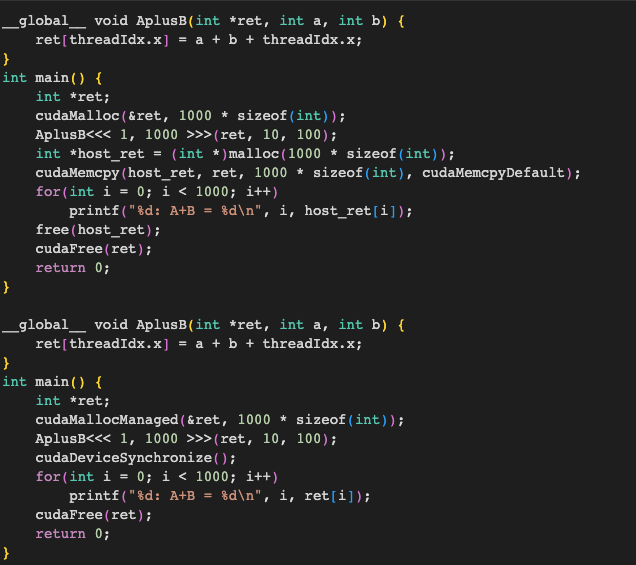 __global__ void AplusB(int *ret, int a, int b) {
    ret[threadIdx.x] = a + b + threadIdx.x;
}
int main() {
    int *ret;
    cudaMalloc(&ret, 1000 * sizeof(int));
    AplusB<<< 1, 1000 >>>(ret, 10, 100);
    int *host_ret = (int *)malloc(1000 * sizeof(int));
    cudaMemcpy(host_ret, ret, 1000 * sizeof(int), cudaMemcpyDefault);
    for(int i = 0; i < 1000; i++)
        printf("%d: A+B = %d\n", i, host_ret[i]);
    free(host_ret);
    cudaFree(ret);
    return 0;
}

__global__ void AplusB(int *ret, int a, int b) {
    ret[threadIdx.x] = a + b + threadIdx.x;
}
int main() {
    int *ret;
    cudaMallocManaged(&ret, 1000 * sizeof(int));
    AplusB<<< 1, 1000 >>>(ret, 10, 100);
    cudaDeviceSynchronize();
    for(int i = 0; i < 1000; i++)
        printf("%d: A+B = %d\n", i, ret[i]);
    cudaFree(ret);
    return 0;
}